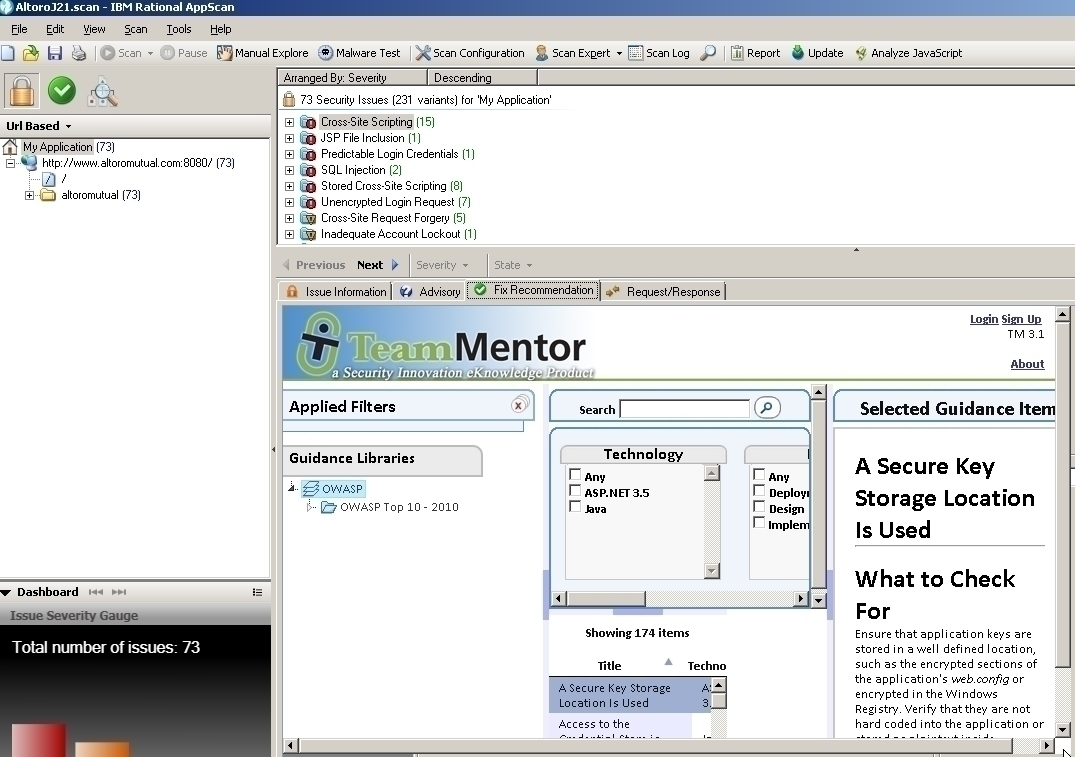 AltoroJ21.scan - IBM Rational AppScan
File Edit View Scan Tools Help
Scan Pause Manual Explore Malware Test Scan Configuration Scan Expert Scan Log Report Update Analyze JavaScript
Url Based
My Application (73)
http://www.altoromutual.com:8080/ (73)
/
altoromutual (73)
Dashboard
Issue Severity Gauge
Total number of issues: 73
Arranged By: Severity Descending
73 Security Issues (231 variants) for 'My Application'
Cross-Site Scripting (15)
JSP File Inclusion (1)
Predictable Login Credentials (1)
SQL Injection (2)
Stored Cross-Site Scripting (8)
Unencrypted Login Request (7)
Cross-Site Request Forgery (5)
Inadequate Account Lockout (1)
Previous Next Severity State
Issue Information Advisory Fix Recommendation Request/Response
TeamMentor
a Security Innovation eKnowledge Product
Login Sign Up
TM 3.1
About
Applied Filters
Guidance Libraries
OWASP
OWASP Top 10 - 2010
Search
Technology
Any
ASP.NET 3.5
Java
Any
Deploy
Design
Implem
Showing 174 items
Title Techno
A Secure Key Storage
Location Is Used
Access to the
Selected Guidance Item
A Secure Key
Storage Location
Is Used
What to Check
For
Ensure that application keys are
stored in a well defined location,
such as the encrypted sections of
the application's web.config or
encrypted in the Windows
Registry. Verify that they are not
hard coded into the application or